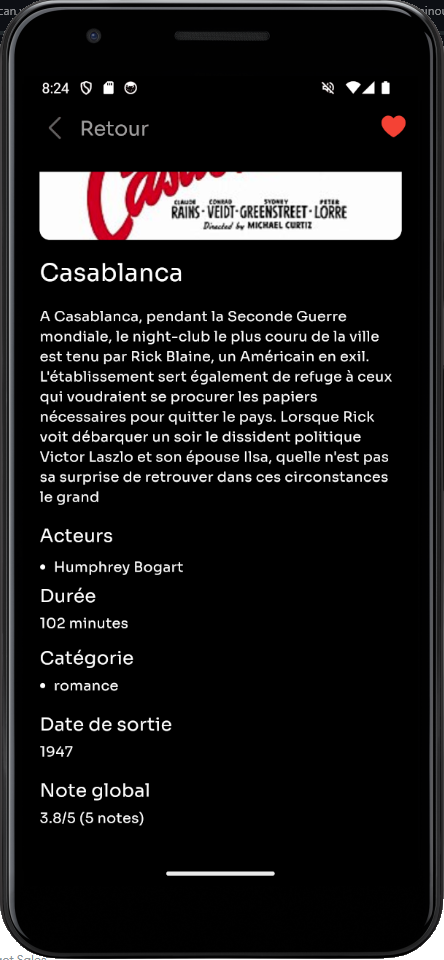 8:24
Retour
CLAUDE CONRAD SYDNEY PETER
RAINS · VEIDT · GREENSTREET · LORRE
Directed by MICHAEL CURTIZ
Casablanca
A Casablanca, pendant la Seconde Guerre
mondiale, le night-club le plus couru de la ville
est tenu par Rick Blaine, un Américain en exil.
L'établissement sert également de refuge à ceux
qui voudraient se procurer les papiers
nécessaires pour quitter le pays. Lorsque Rick
voit débarquer un soir le dissident politique
Victor Laszlo et son épouse Ilsa, quelle n'est pas
sa surprise de retrouver dans ces circonstances
le grand
Acteurs
• Humphrey Bogart
Durée
102 minutes
Catégorie
• romance
Date de sortie
1947
Note global
3.8/5 (5 notes)